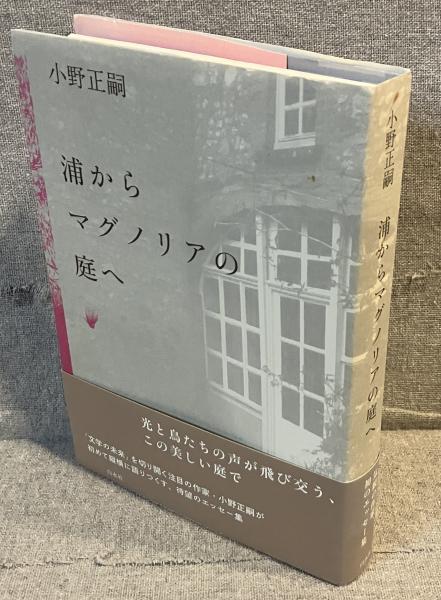 小野正嗣
浦から
マグノリアの
庭へ
光と鳥たちの声が飛び交う、
この美しい庭で
「文学の未来」を切り開く注目の作家・小野正嗣が
初めて縦横に語りつくす、待望のエッセー集
白水社
小野正嗣
浦からマグノリアの庭へ